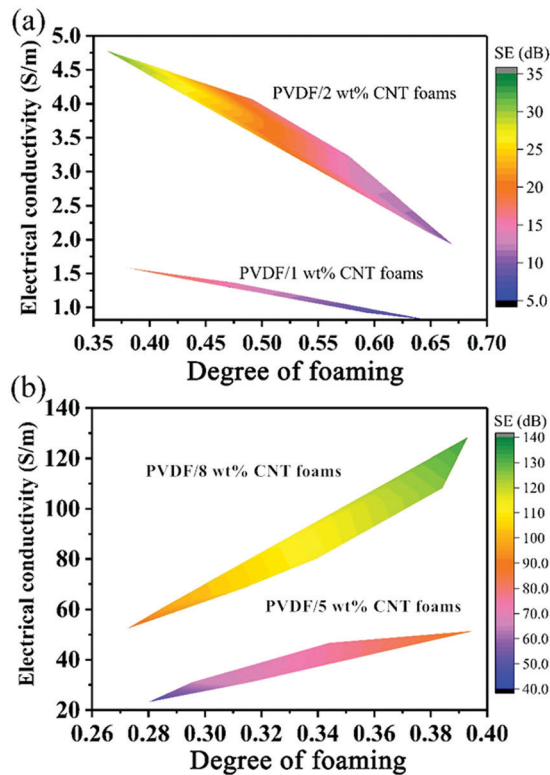 (a)
SE (dB)
5.0
4.5
4.0
3.5
3.0
2.5
2.0
1.5
1.0
Electrical conductivity (S/m)
PVDF/2 wt% CNT foams
PVDF/1 wt% CNT foams
35
30
25
20
15
10
5.0
0.35 0.40 0.45 0.50 0.55 0.60 0.65 0.70
Degree of foaming
(b)
SE (dB)
140
120
100
80
60
40
20
Electrical conductivity (S/m)
PVDF/8 wt% CNT foams
PVDF/5 wt% CNT foams
140
130
120
110
100
90.0
80.0
70.0
60.0
50.0
40.0
0.26 0.28 0.30 0.32 0.34 0.36 0.38 0.40
Degree of foaming